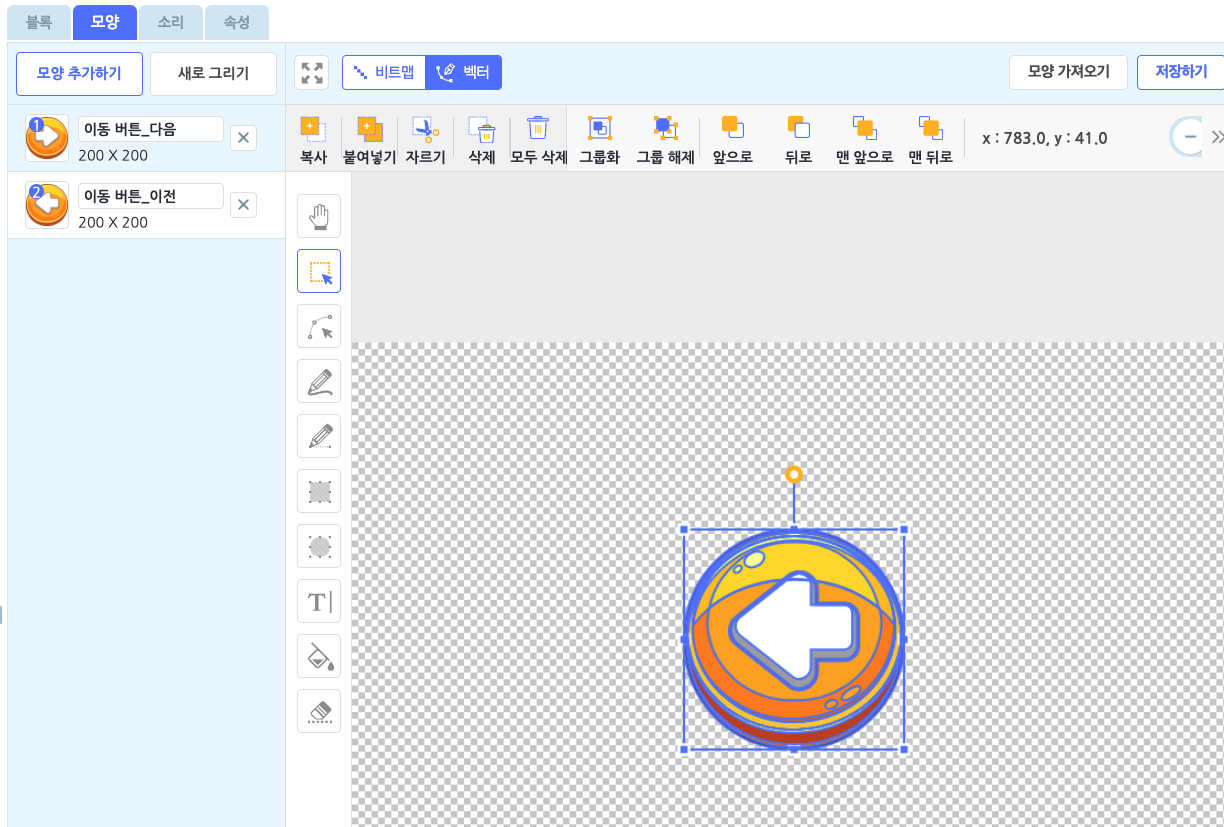 블록 모양 소리 속성
모양 추가하기 새로 그리기 비트맵 벡터 모양 가져오기 저장하기
1 이동 버튼_다음
200 X 200
2 이동 버튼_이전
200 X 200
복사 붙여넣기 자르기 삭제 모두 삭제 그룹화 그룹 해제 앞으로 뒤로 맨 앞으로 맨 뒤로 x : 783.0, y : 41.0
T